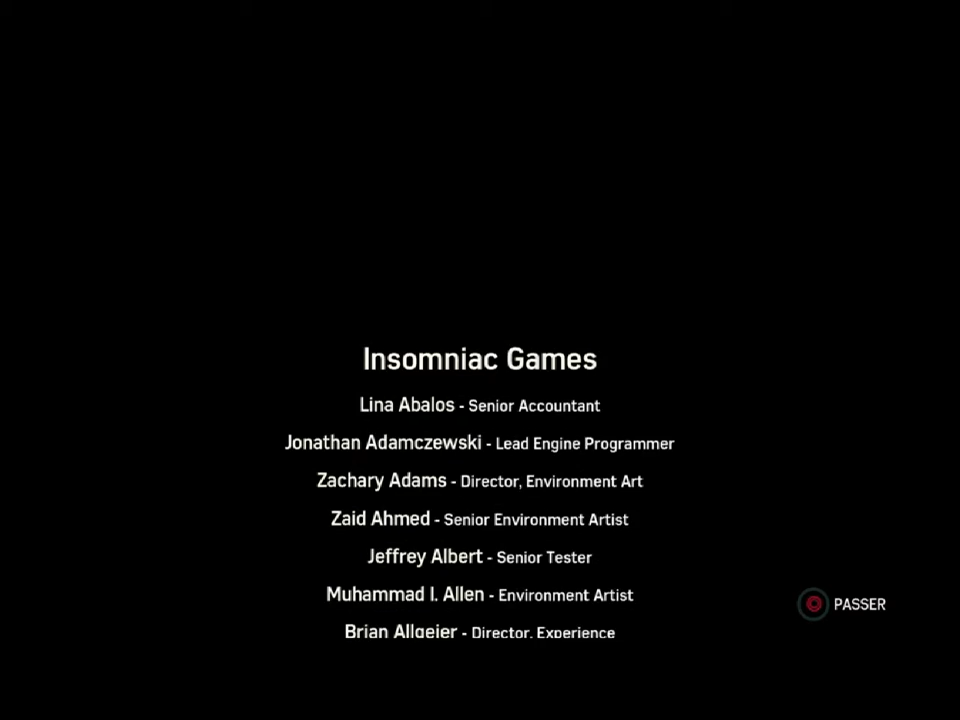 Insomniac Games
Lina Abalos - Senior Accountant
Jonathan Adamczewski - Lead Engine Programmer
Zachary Adams - Director, Environment Art
Zaid Ahmed - Senior Environment Artist
Jeffrey Albert - Senior Tester
Muhammad I. Allen - Environment Artist
PASSER
Brian Allgeier - Director, Experience